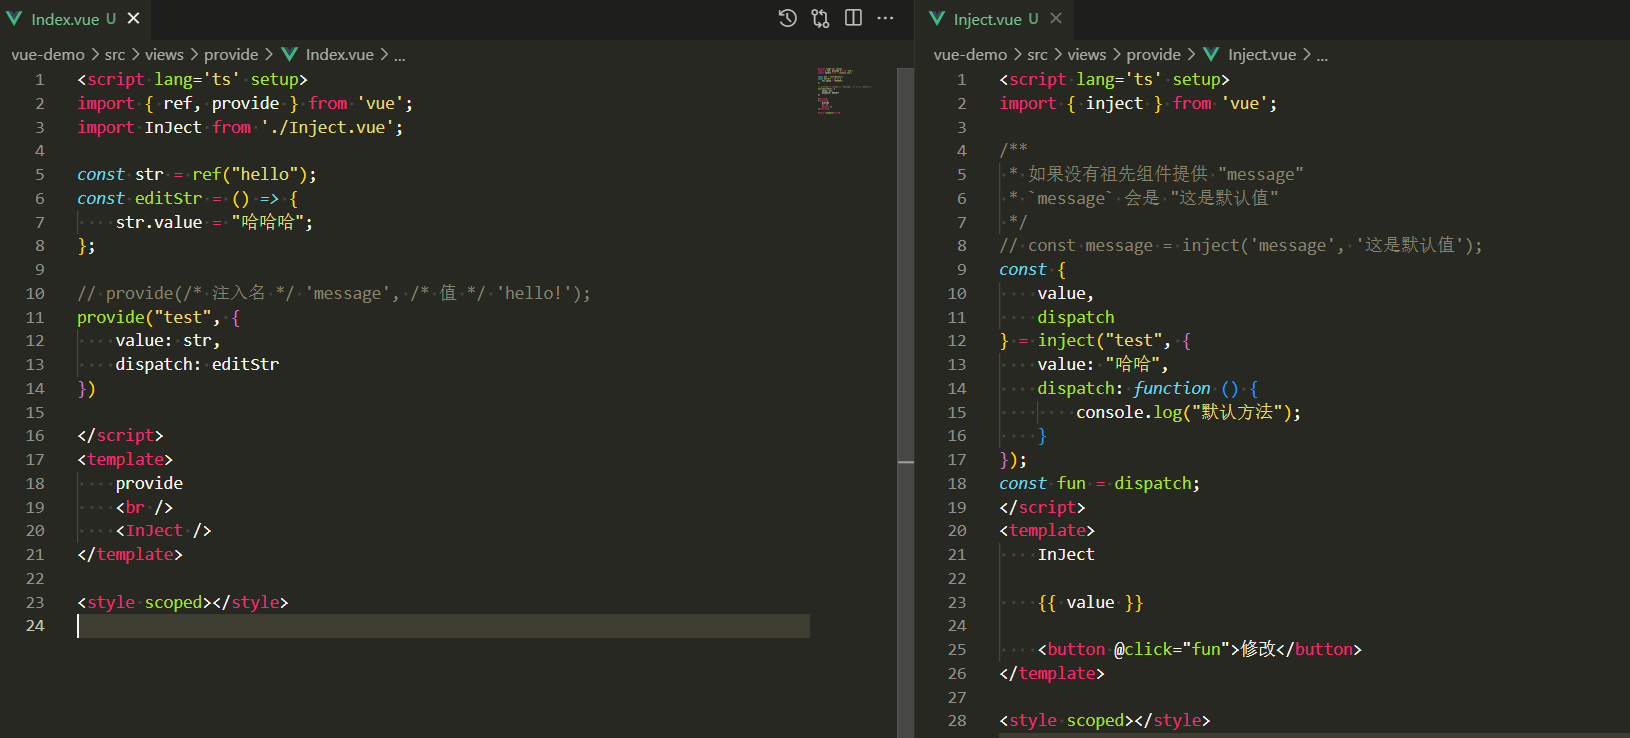 Index.vue U
vue-demo > src > views > provide > Index.vue > ...
1 <script lang='ts' setup>
2 import { ref, provide } from 'vue';
3 import InJect from './Inject.vue';
4
5 const str = ref("hello");
6 const editStr = () => {
7     str.value = "哈哈哈";
8 };
9
10 // provide(/* 注入名 */ 'message', /* 值 */ 'hello!');
11 provide("test", {
12     value: str,
13     dispatch: editStr
14 })
15
16 </script>
17 <template>
18     provide
19     <br />
20     <InJect />
21 </template>
22
23 <style scoped></style>
24
Inject.vue U
vue-demo > src > views > provide > Inject.vue > ...
1 <script lang='ts' setup>
2 import { inject } from 'vue';
3
4 /**
5  * 如果没有祖先组件提供 "message"
6  * `message` 会是 "这是默认值"
7  */
8 // const message = inject('message', '这是默认值');
9 const {
10     value,
11     dispatch
12 } = inject("test", {
13     value: "哈哈",
14     dispatch: function () {
15         console.log("默认方法");
16     }
17 });
18 const fun = dispatch;
19 </script>
20 <template>
21     InJect
22
23     {{ value }}
24
25     <button @click="fun">修改</button>
26 </template>
27
28 <style scoped></style>